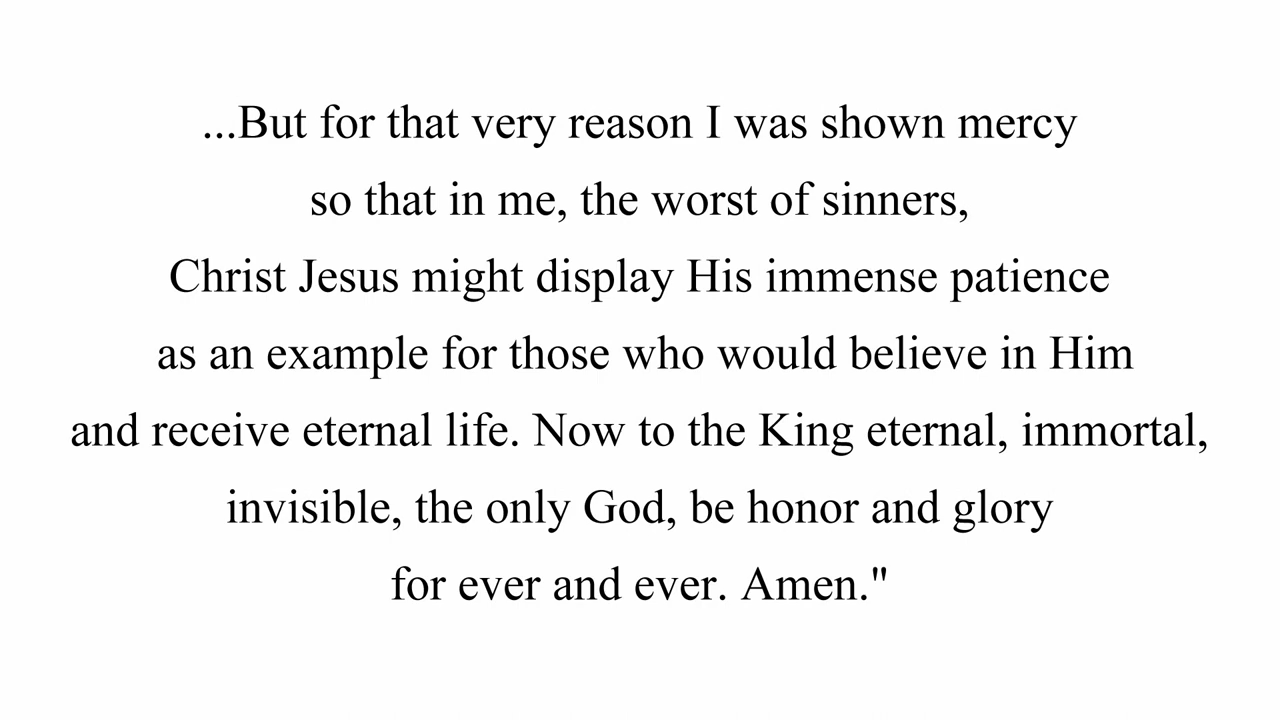 ...But for that very reason I was shown mercy
so that in me, the worst of sinners,
Christ Jesus might display His immense patience
as an example for those who would believe in Him
and receive eternal life. Now to the King eternal, immortal,
invisible, the only God, be honor and glory
for ever and ever. Amen."